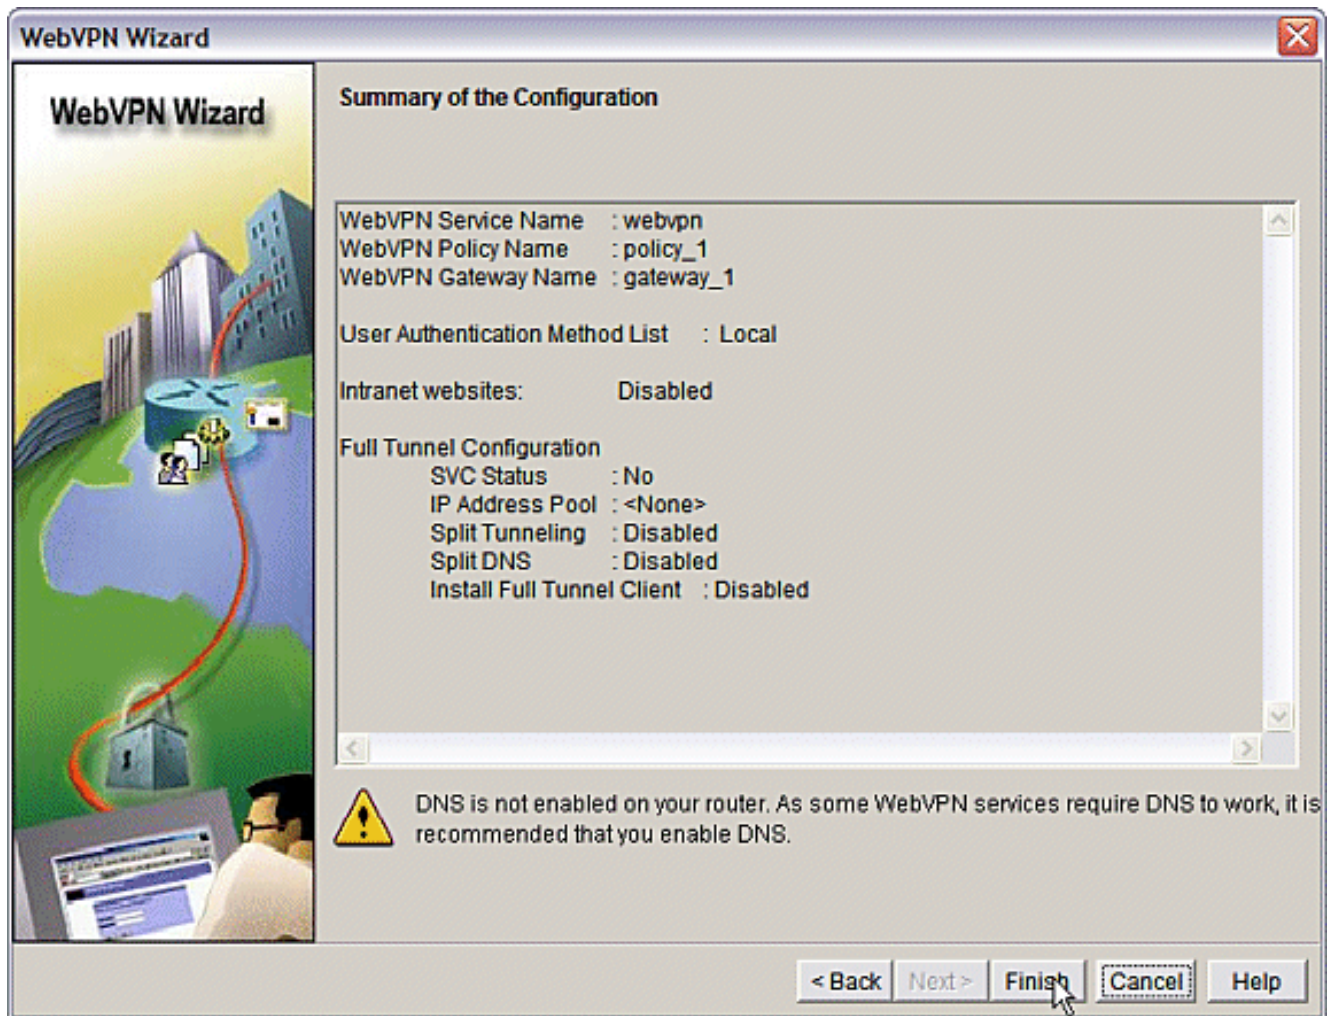 WebVPN Wizard
WebVPN Wizard
Summary of the Configuration
WebVPN Service Name : webvpn
WebVPN Policy Name : policy_1
WebVPN Gateway Name : gateway_1
User Authentication Method List : Local
Intranet websites: Disabled
Full Tunnel Configuration
SVC Status : No
IP Address Pool : <None>
Split Tunneling : Disabled
Split DNS : Disabled
Install Full Tunnel Client : Disabled
DNS is not enabled on your router. As some WebVPN services require DNS to work, it is
recommended that you enable DNS.
< Back Next > Finish Cancel Help